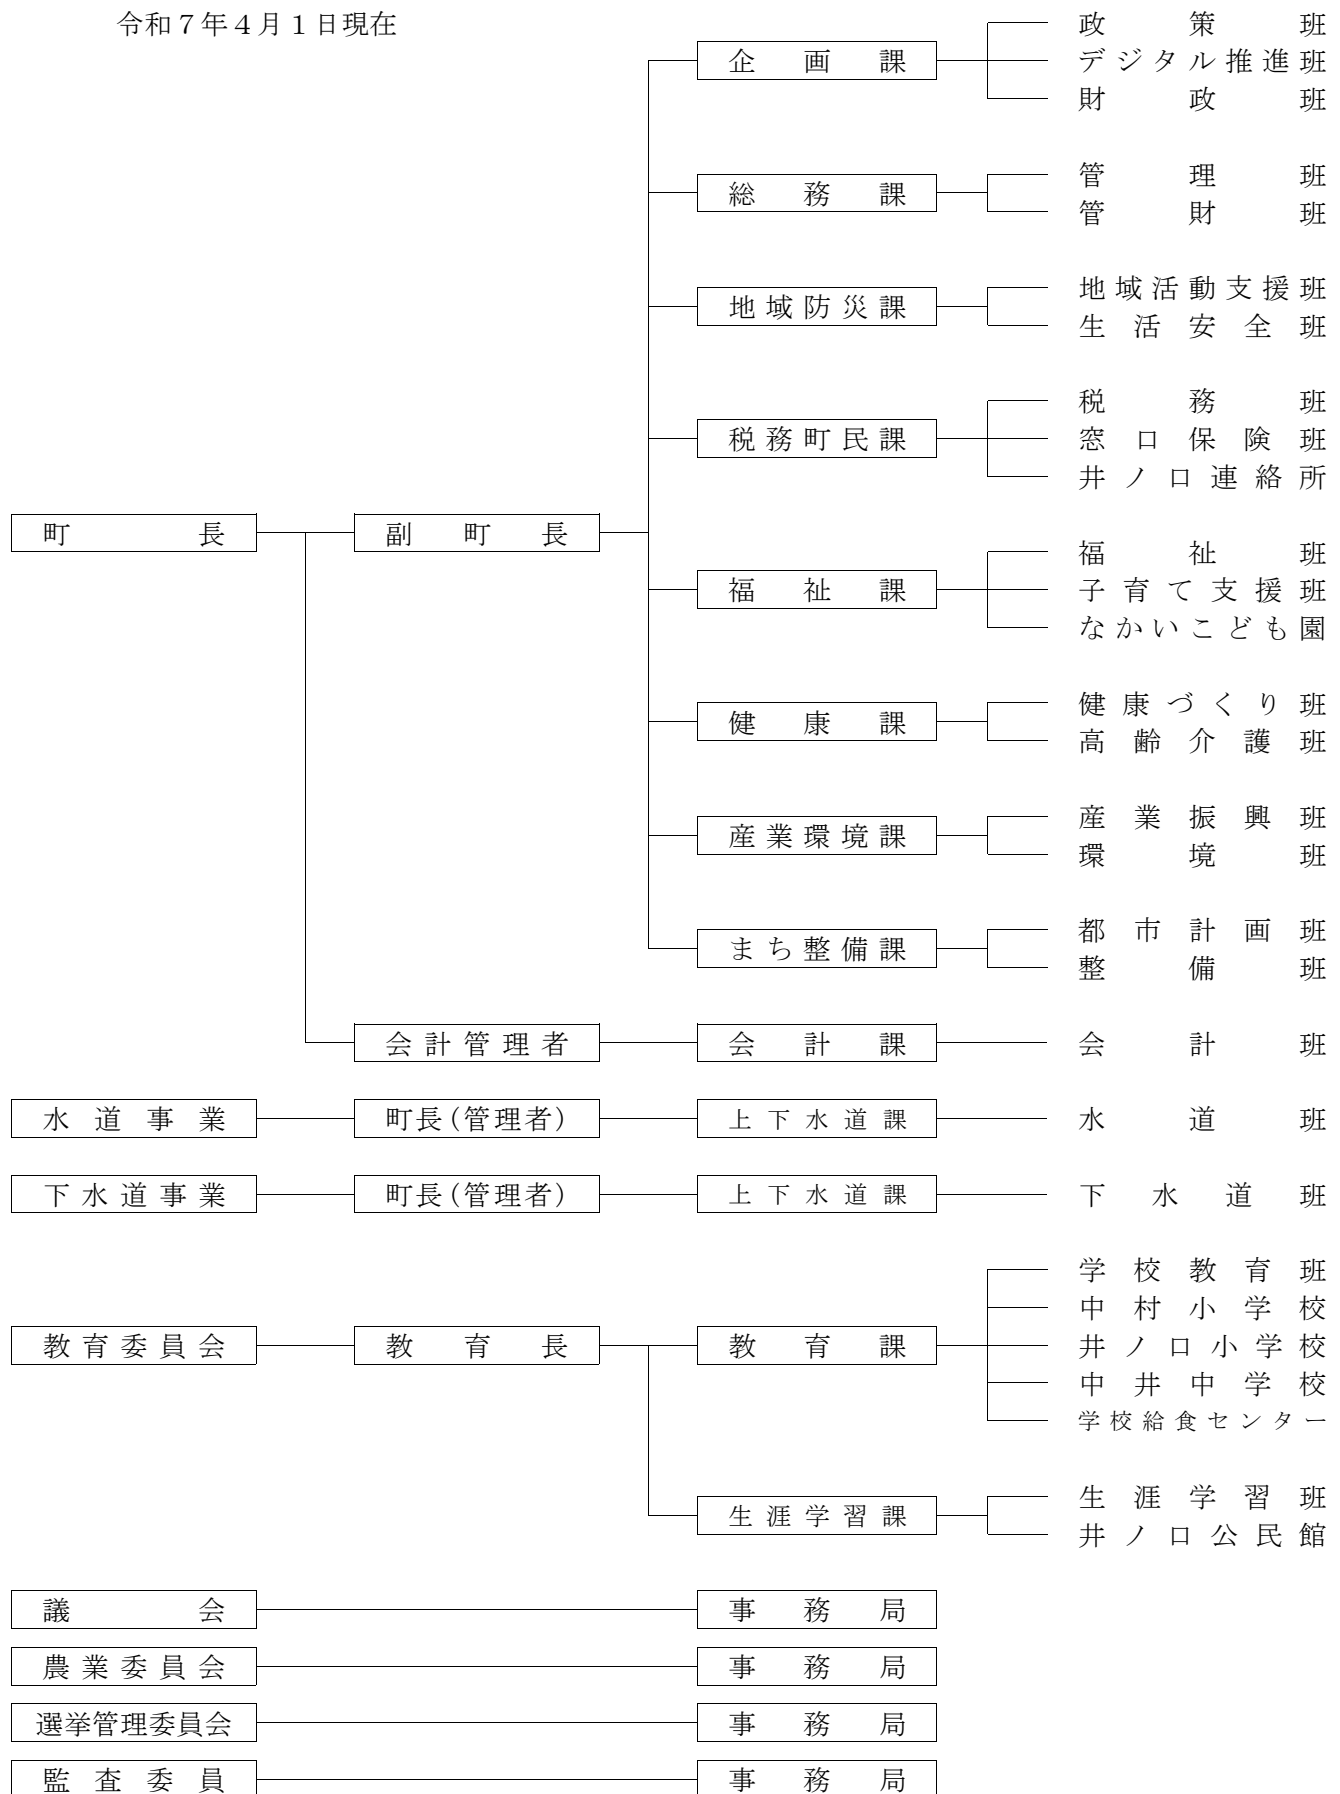 令和７年４月１日現在
政策班
企画課
デジタル推進班
財政班
管理班
総務課
管財班
地域活動支援班
地域防災課
生活安全班
税務班
税務町民課
窓口保険班
井ノ口連絡所
町長
副町長
福祉班
福祉課
子育て支援班
なかいこども園
健康づくり班
健康課
高齢介護班
産業振興班
産業環境課
環境班
都市計画班
まち整備課
整備班
会計管理者
会計課
会計班
水道事業
町長(管理者)
上下水道課
水道班
下水道事業
町長(管理者)
上下水道課
下水道班
学校教育班
中村小学校
教育委員会
教育長
教育課
井ノ口小学校
中井中学校
学校給食センター
生涯学習班
生涯学習課
井ノ口公民館
議会
事務局
農業委員会
事務局
選挙管理委員会
事務局
監査委員
事務局